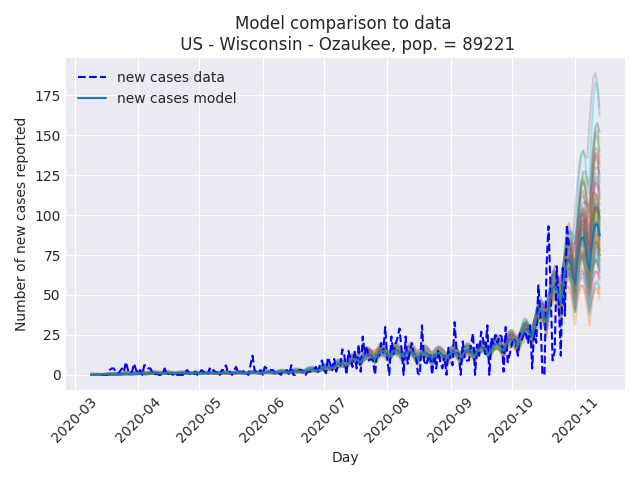 Model comparison to data
US - Wisconsin - Ozaukee, pop. = 89221
new cases data
new cases model
Number of new cases reported
175
150
125
100
75
50
25
0
2020-03
2020-04
2020-05
2020-06
2020-07
2020-08
2020-09
2020-10
2020-11
Day